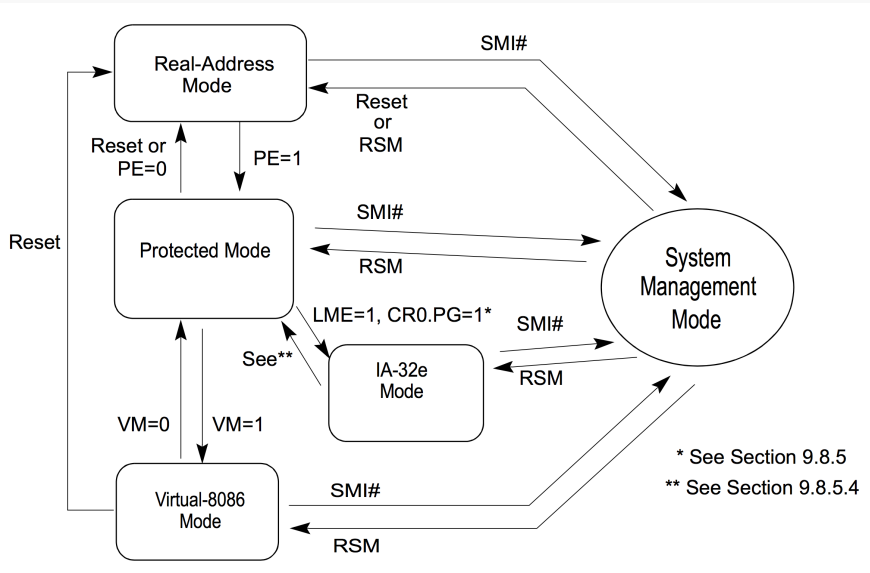 SMI#
Real-Address
Mode
Reset
or
RSM
Reset or
PE=0
PE=1
SMI#
Reset
Protected Mode
RSM
System
Management
Mode
LME=1, CR0.PG=1*
SMI#
See**
IA-32e
Mode
RSM
VM=0
VM=1
* See Section 9.8.5
** See Section 9.8.5.4
Virtual-8086
Mode
SMI#
RSM